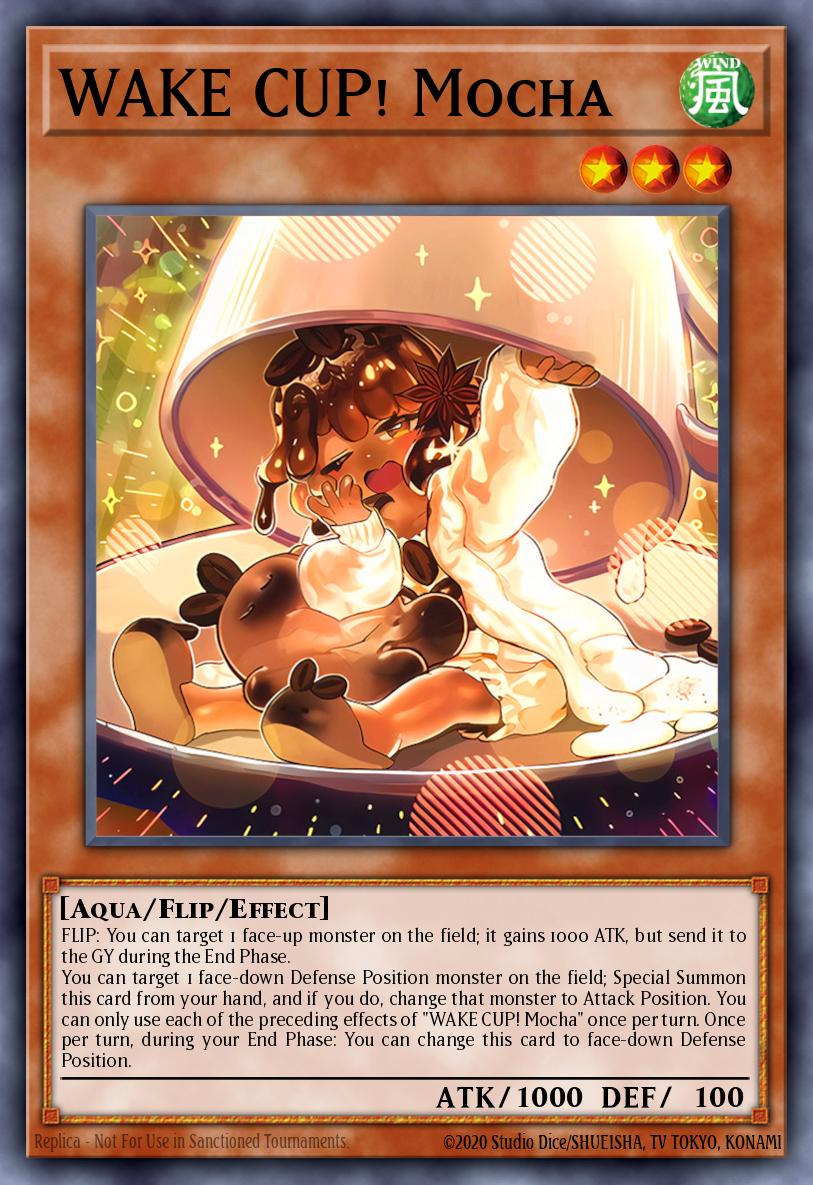 WAKE CUP! Mocha
WIND
風
[Aqua/Flip/Effect]
FLIP: You can target 1 face-up monster on the field; it gains 1000 ATK, but send it to
the GY during the End Phase.
You can target 1 face-down Defense Position monster on the field; Special Summon
this card from your hand, and if you do, change that monster to Attack Position. You
can only use each of the preceding effects of "WAKE CUP! Mocha" once per turn. Once
per turn, during your End Phase: You can change this card to face-down Defense
Position.
ATK/1000 DEF/ 100
Replica - Not For Use in Sanctioned Tournaments.
©2020 Studio Dice/SHUEISHA, TV TOKYO, KONAMI